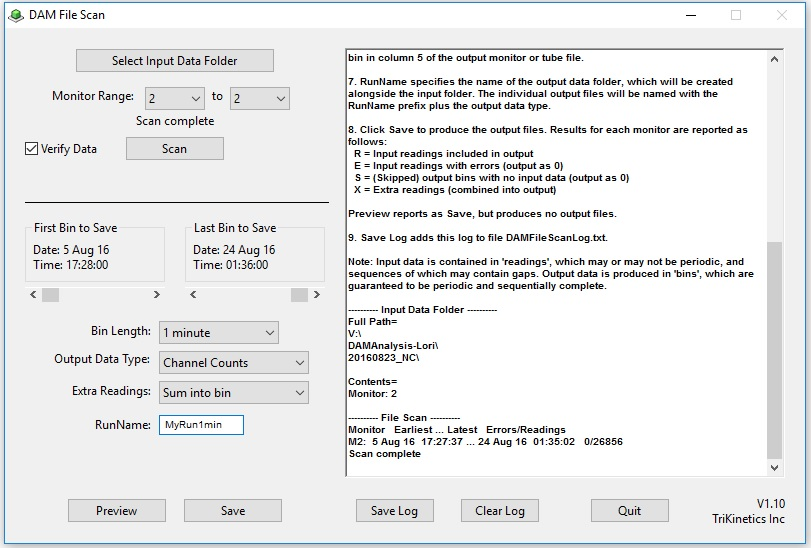 DAM File Scan
Select Input Data Folder
Monitor Range: 2 to 2
Scan complete
Verify Data Scan
First Bin to Save
Date: 5 Aug 16
Time: 17:28:00
Last Bin to Save
Date: 24 Aug 16
Time: 01:36:00
Bin Length: 1 minute
Output Data Type: Channel Counts
Extra Readings: Sum into bin
RunName: MyRun1min
Preview Save
bin in column 5 of the output monitor or tube file.
7. RunName specifies the name of the output data folder, which will be created
alongside the input folder. The individual output files will be named with the
RunName prefix plus the output data type.
8. Click Save to produce the output files. Results for each monitor are reported as
follows:
R = Input readings included in output
E = Input readings with errors (output as 0)
S = (Skipped) output bins with no input data (output as 0)
X = Extra readings (combined into output)
Preview reports as Save, but produces no output files.
9. Save Log adds this log to file DAMFileScanLog.txt.
Note: Input data is contained in 'readings', which may or may not be periodic, and
sequences of which may contain gaps. Output data is produced in 'bins', which are
guaranteed to be periodic and sequentially complete.
---------- Input Data Folder ----------
Full Path=
V:\
DAMAnalysis-Lori\
20160823_NC\
Contents=
Monitor: 2
---------- File Scan ----------
Monitor Earliest ... Latest Errors/Readings
M2: 5 Aug 16 17:27:37 ... 24 Aug 16 01:35:02 0/26856
Scan complete
Save Log Clear Log Quit
V1.10
TriKinetics Inc